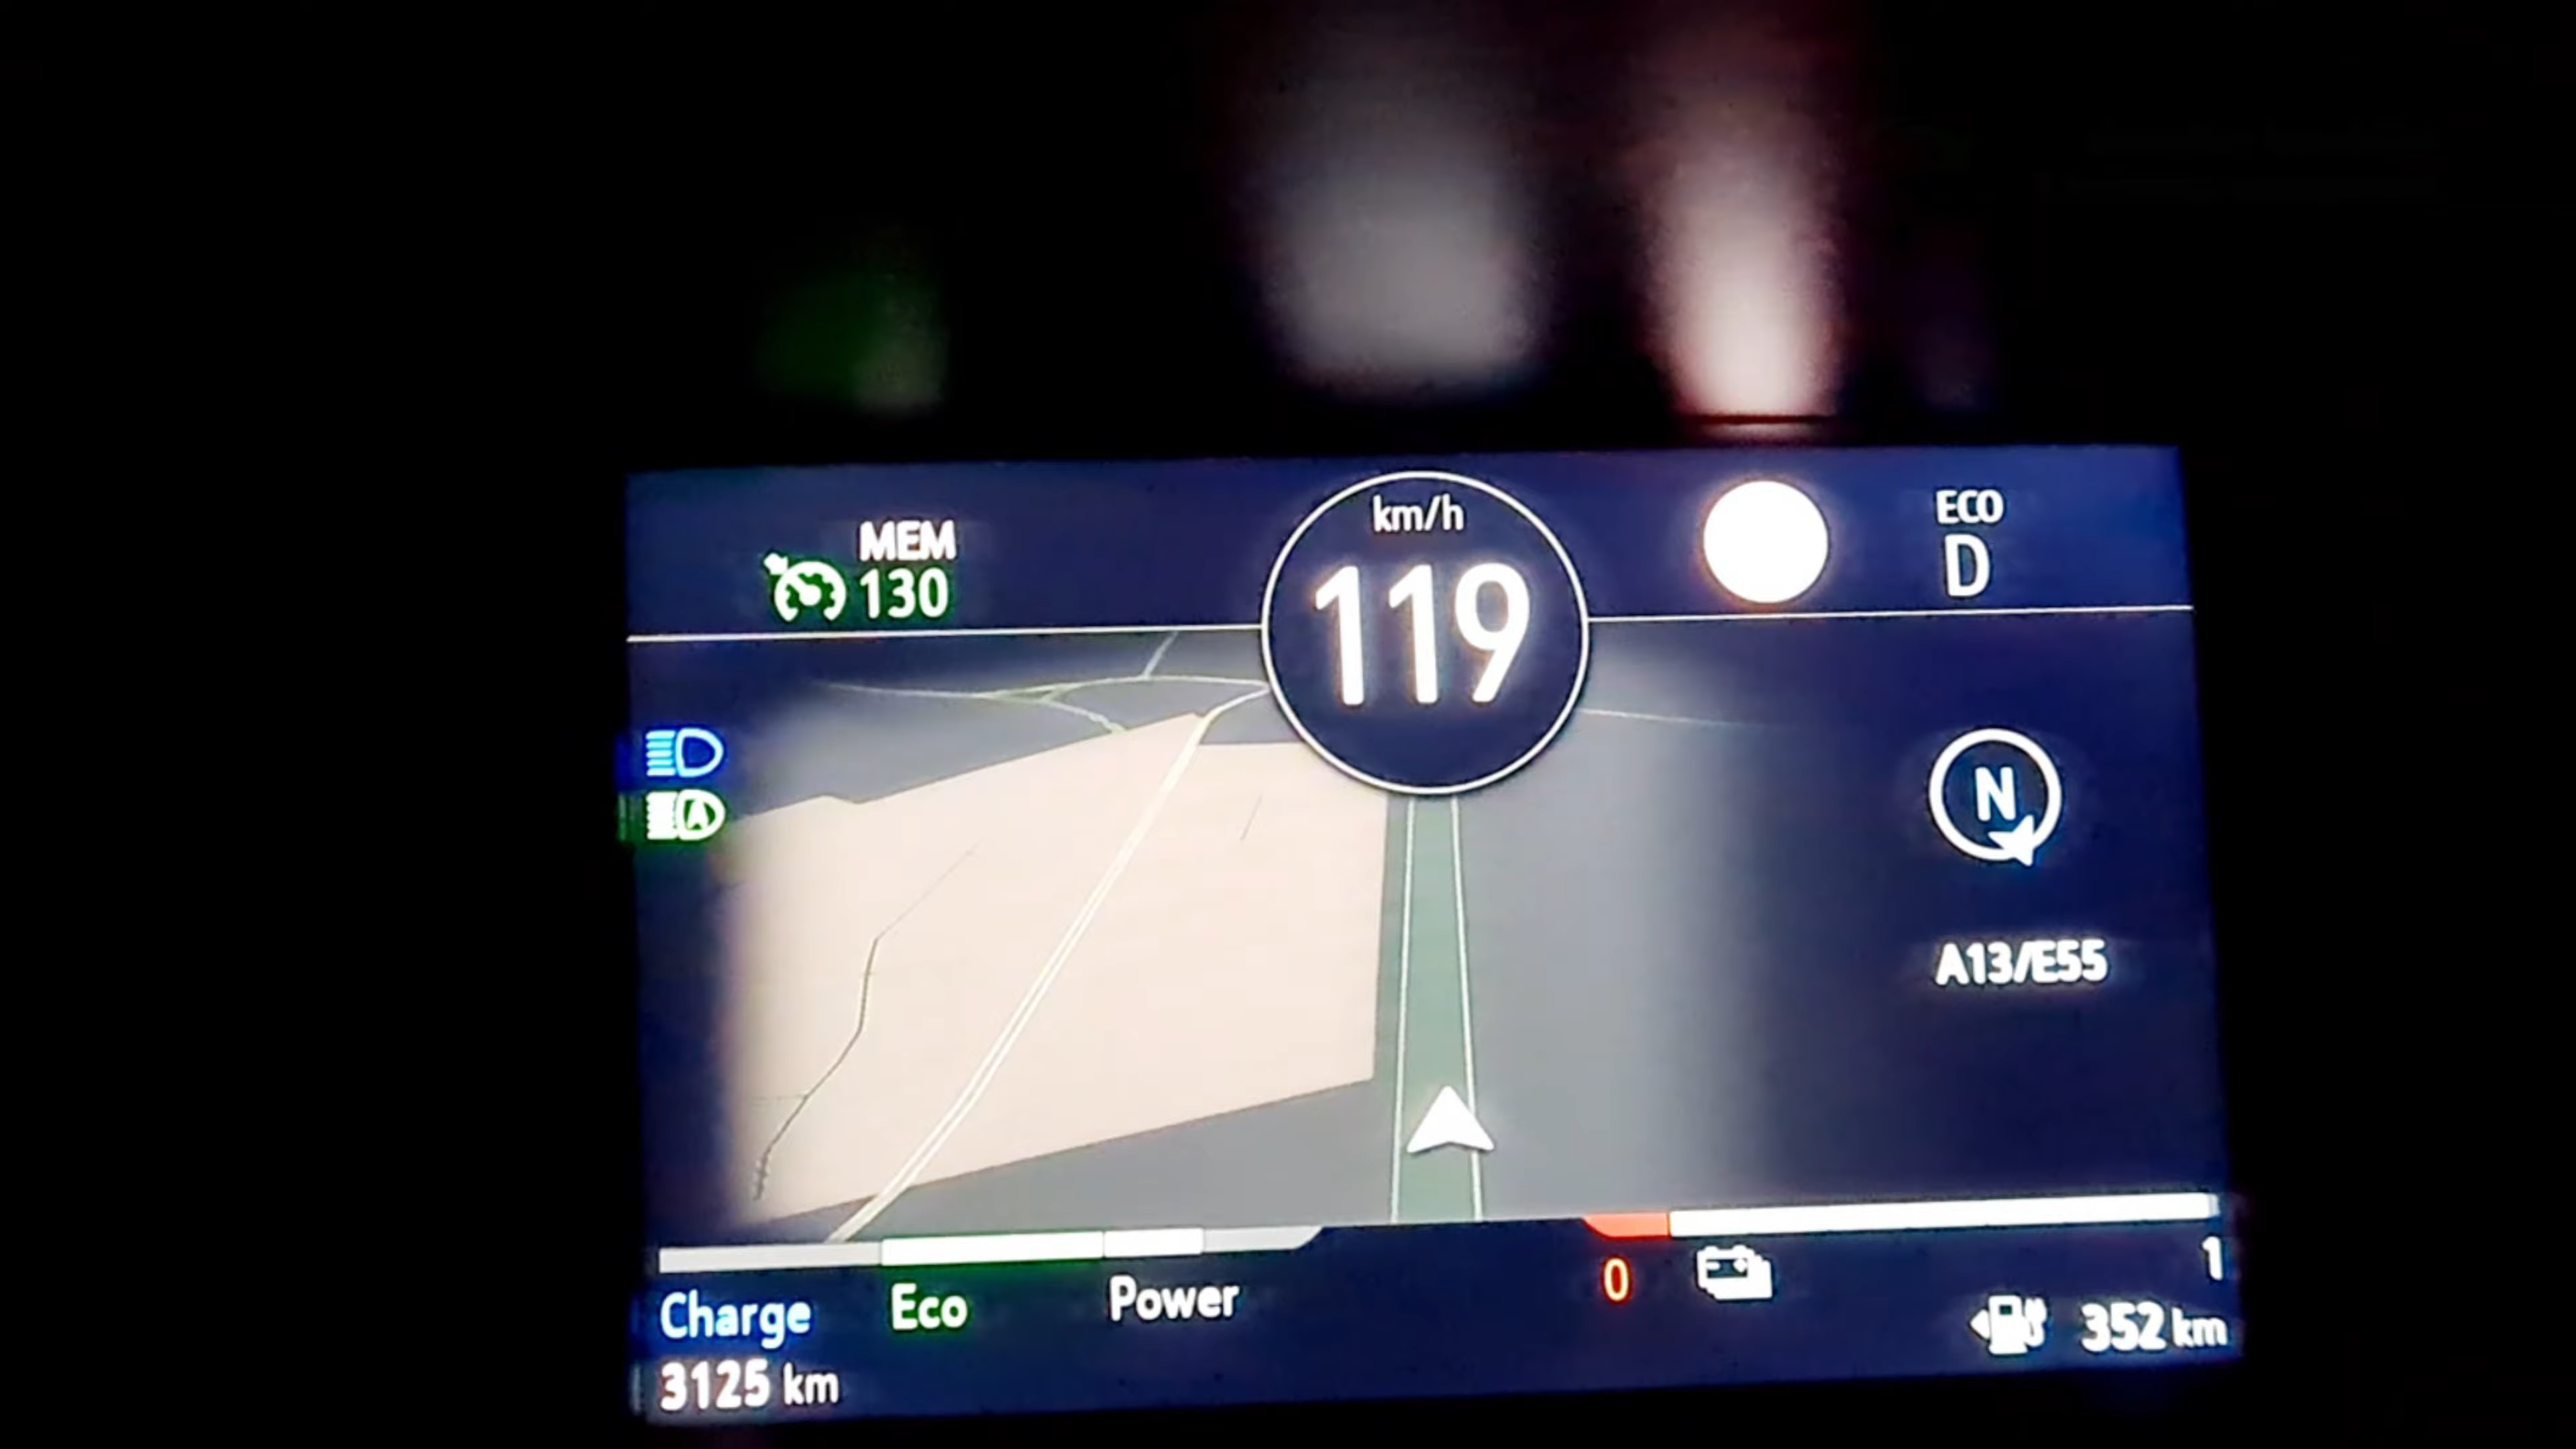 km/h
MEM
130
119
ECO
D
N
A13/E55
A
Charge
Eco
Power
0
1
352 km
3125 km